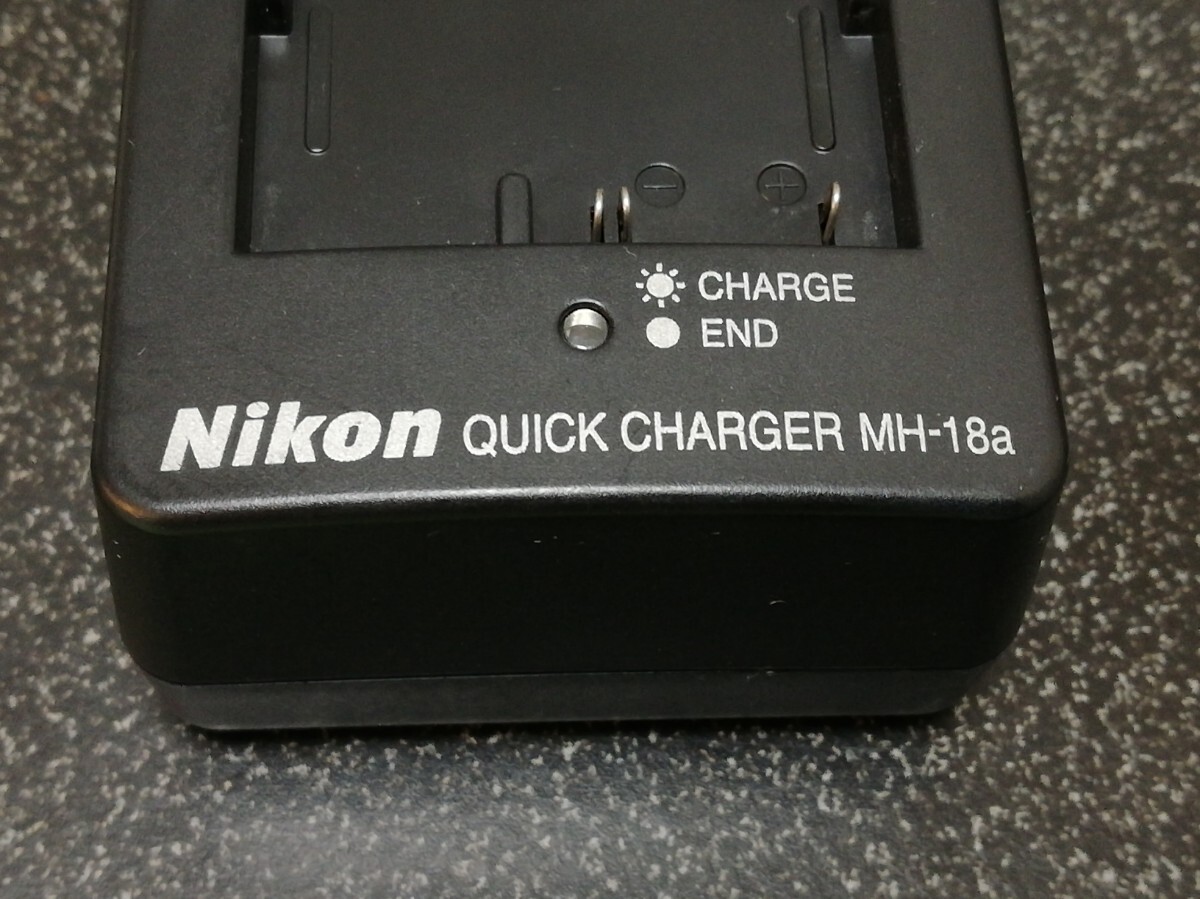 − +
CHARGE
END
Nikon QUICK CHARGER MH-18a